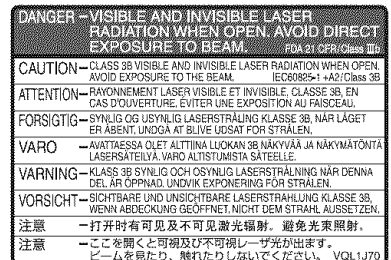 DANGER – VISIBLE AND INVISIBLE LASER
RADIATION WHEN OPEN. AVOID DIRECT
EXPOSURE TO BEAM. FDA 21 CFR/Class IIIb
CAUTION – CLASS 3B VISIBLE AND INVISIBLE LASER RADIATION WHEN OPEN.
AVOID EXPOSURE TO THE BEAM. IEC60825-1 +A2/Class 3B
ATTENTION – RAYONNEMENT LASER VISIBLE ET INVISIBLE, CLASSE 3B, EN
CAS D'OUVERTURE. EVITER UNE EXPOSITION AU FAISCEAU.
FORSIGTIG – SYNLIG OG USYNLIG LASERSTRÅLING KLASSE 3B, NÅR LÅGET
ER ÅBENT. UNDGÅ AT BLIVE UDSAT FOR STRÅLEN.
VARO – AVATTAESSA OLET ALTTIINA LUOKAN 3B NÄKYVÄÄ JA NÄKYMÄTÖNTÄ
LASERSÄTEILYÄ. VARO ALTISTUMISTA SÄTEELLE.
VARNING – KLASS 3B SYNLIG OCH OSYNLIG LASERSTRÅLNING NÄR DENNA
DEL ÄR ÖPPNAD. UNDVIK EXPONERING FÖR STRÅLEN.
VORSICHT – SICHTBARE UND UNSICHTBARE LASERSTRAHLUNG KLASSE 3B,
WENN ABDECKUNG GEÖFFNET. NICHT DEM STRAHL AUSSETZEN.
注意 – 打开时有可见及不可见激光辐射。避免光束照射。
注意 – ここを開くと可視及び不可視レーザ光が出ます。
ビームを見たり、触れたりしないでください。 VQL1J70